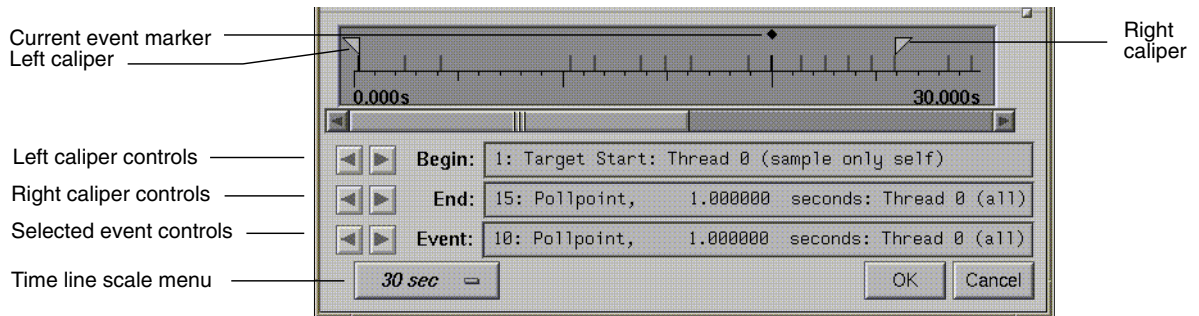 Current event marker
Left caliper
Right
caliper
0.000s 30.000s
Left caliper controls
Begin: 1: Target Start: Thread 0 (sample only self)
Right caliper controls
End: 15: Pollpoint, 1.000000 seconds: Thread 0 (all)
Selected event controls
Event: 10: Pollpoint, 1.000000 seconds: Thread 0 (all)
Time line scale menu
30 sec
OK Cancel